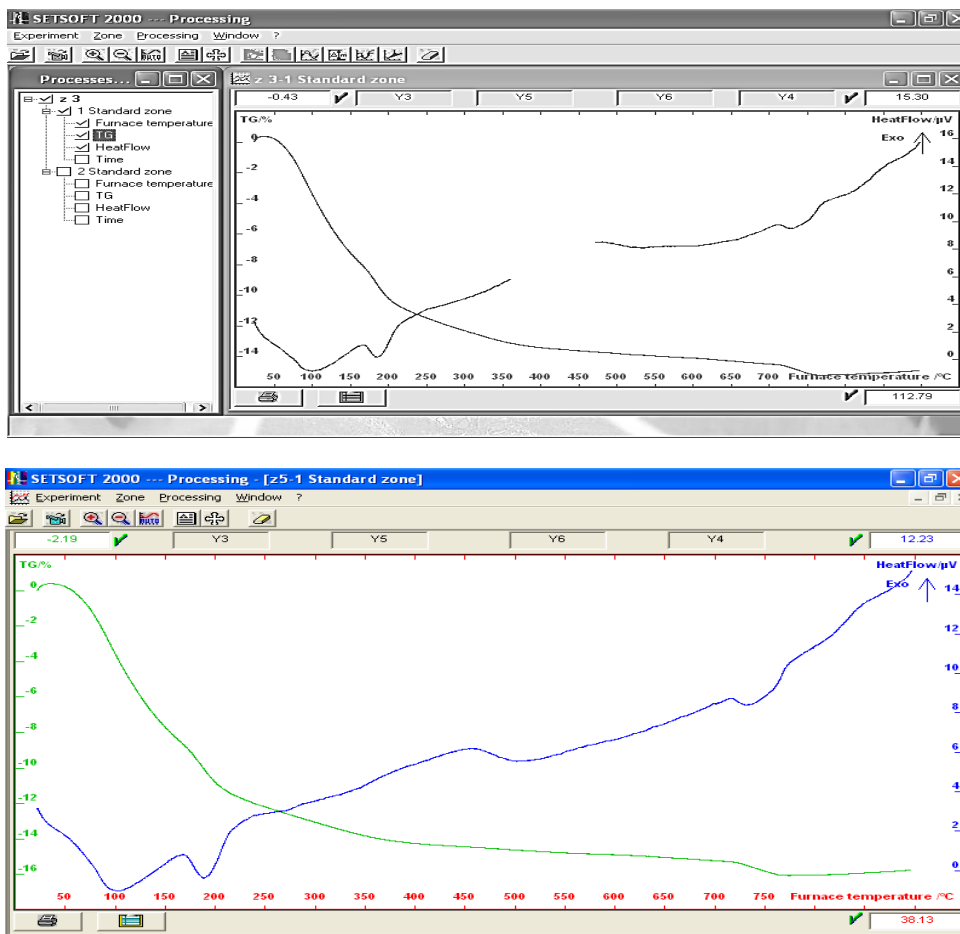 SETSOFT 2000 --- Processing
Experiment Zone Processing Window ?
Processes...
z 3
1 Standard zone
Furnace temperature
TG
HeatFlow
Time
2 Standard zone
Furnace temperature
TG
HeatFlow
Time
z 3-1 Standard zone
-0.43 Y3 Y5 Y6 Y4 15.30
TG/% HeatFlow/µV
Exo
0
-2
-4
-6
-8
-10
-12
-14
16
14
12
10
8
6
4
2
0
50 100 150 200 250 300 350 400 450 500 550 600 650 700 Furnace temperature /°C
112.79
SETSOFT 2000 --- Processing - [z5-1 Standard zone]
Experiment Zone Processing Window ?
-2.19 Y3 Y5 Y6 Y4 12.23
TG/% HeatFlow/µV
Exo
0
-2
-4
-6
-8
-10
-12
-14
-16
14
12
10
8
6
4
2
0
50 100 150 200 250 300 350 400 450 500 550 600 650 700 750 Furnace temperature /°C
38.13